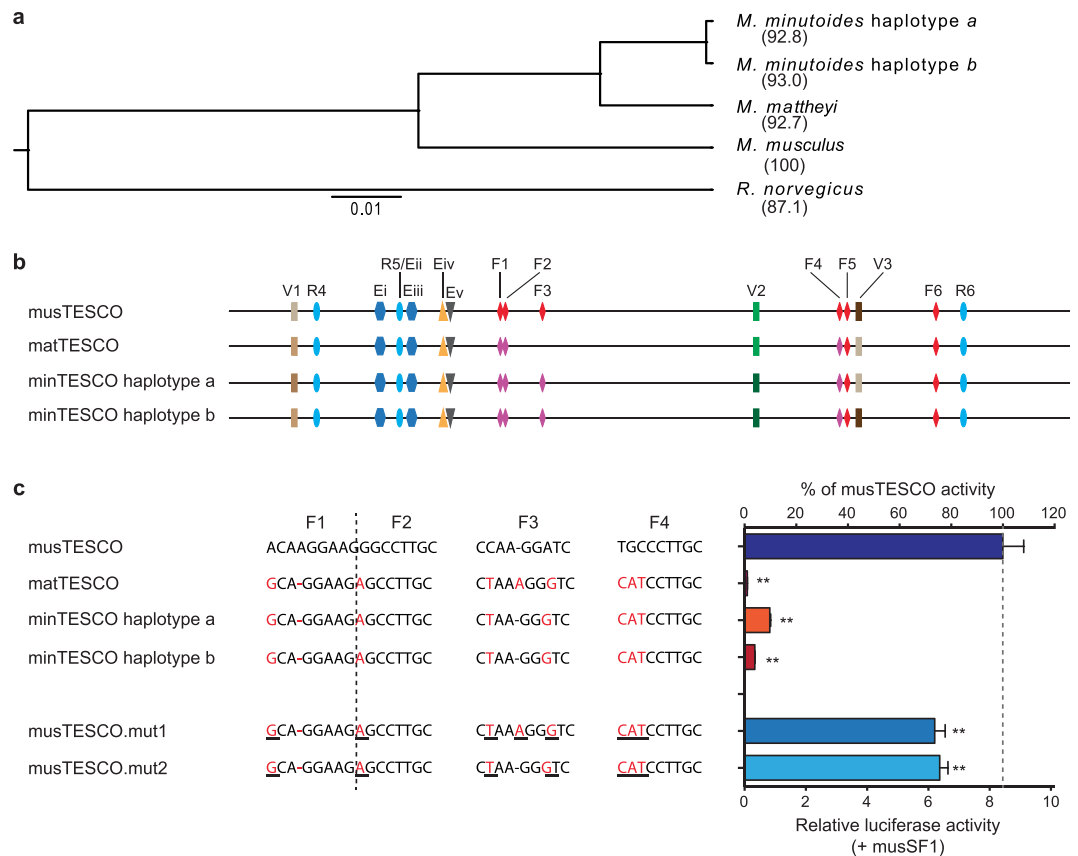 a
M. minutoides haplotype a
(92.8)
M. minutoides haplotype b
(93.0)
M. mattheyi
(92.7)
M. musculus
(100)
R. norvegicus
(87.1)
0.01
b
V1 R4 Ei R5/Eii Eiii Eiv Ev F1 F2 F3 V2 F4 F5 V3 F6 R6
musTESCO
matTESCO
minTESCO haplotype a
minTESCO haplotype b
c
% of musTESCO activity
0 20 40 60 80 100 120
F1 F2 F3 F4
musTESCO ACAAGGAAGGGCCTTGC CCAA-GGATC TGCCCTTGC
matTESCO GCA-GGAAGAGCCTTGC CTAAAGGGTC CATCCTTGC **
minTESCO haplotype a GCA-GGAAGAGCCTTGC CTAA-GGGTC CATCCTTGC **
minTESCO haplotype b GCA-GGAAGAGCCTTGC CTAA-GGGTC CATCCTTGC **
musTESCO.mut1 GCA-GGAAGAGCCTTGC CTAAAGGGTC CATCCTTGC **
musTESCO.mut2 GCA-GGAAGAGCCTTGC CTAA-GGGTC CATCCTTGC **
0 2 4 6 8 10
Relative luciferase activity
(+ musSF1)